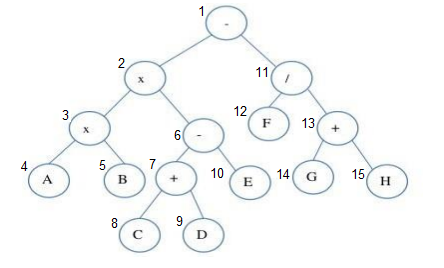 1 -
2 x
11 /
3 x
6 -
12 F
13 +
4 A
5 B
7 +
10 E
14 G
15 H
8 C
9 D